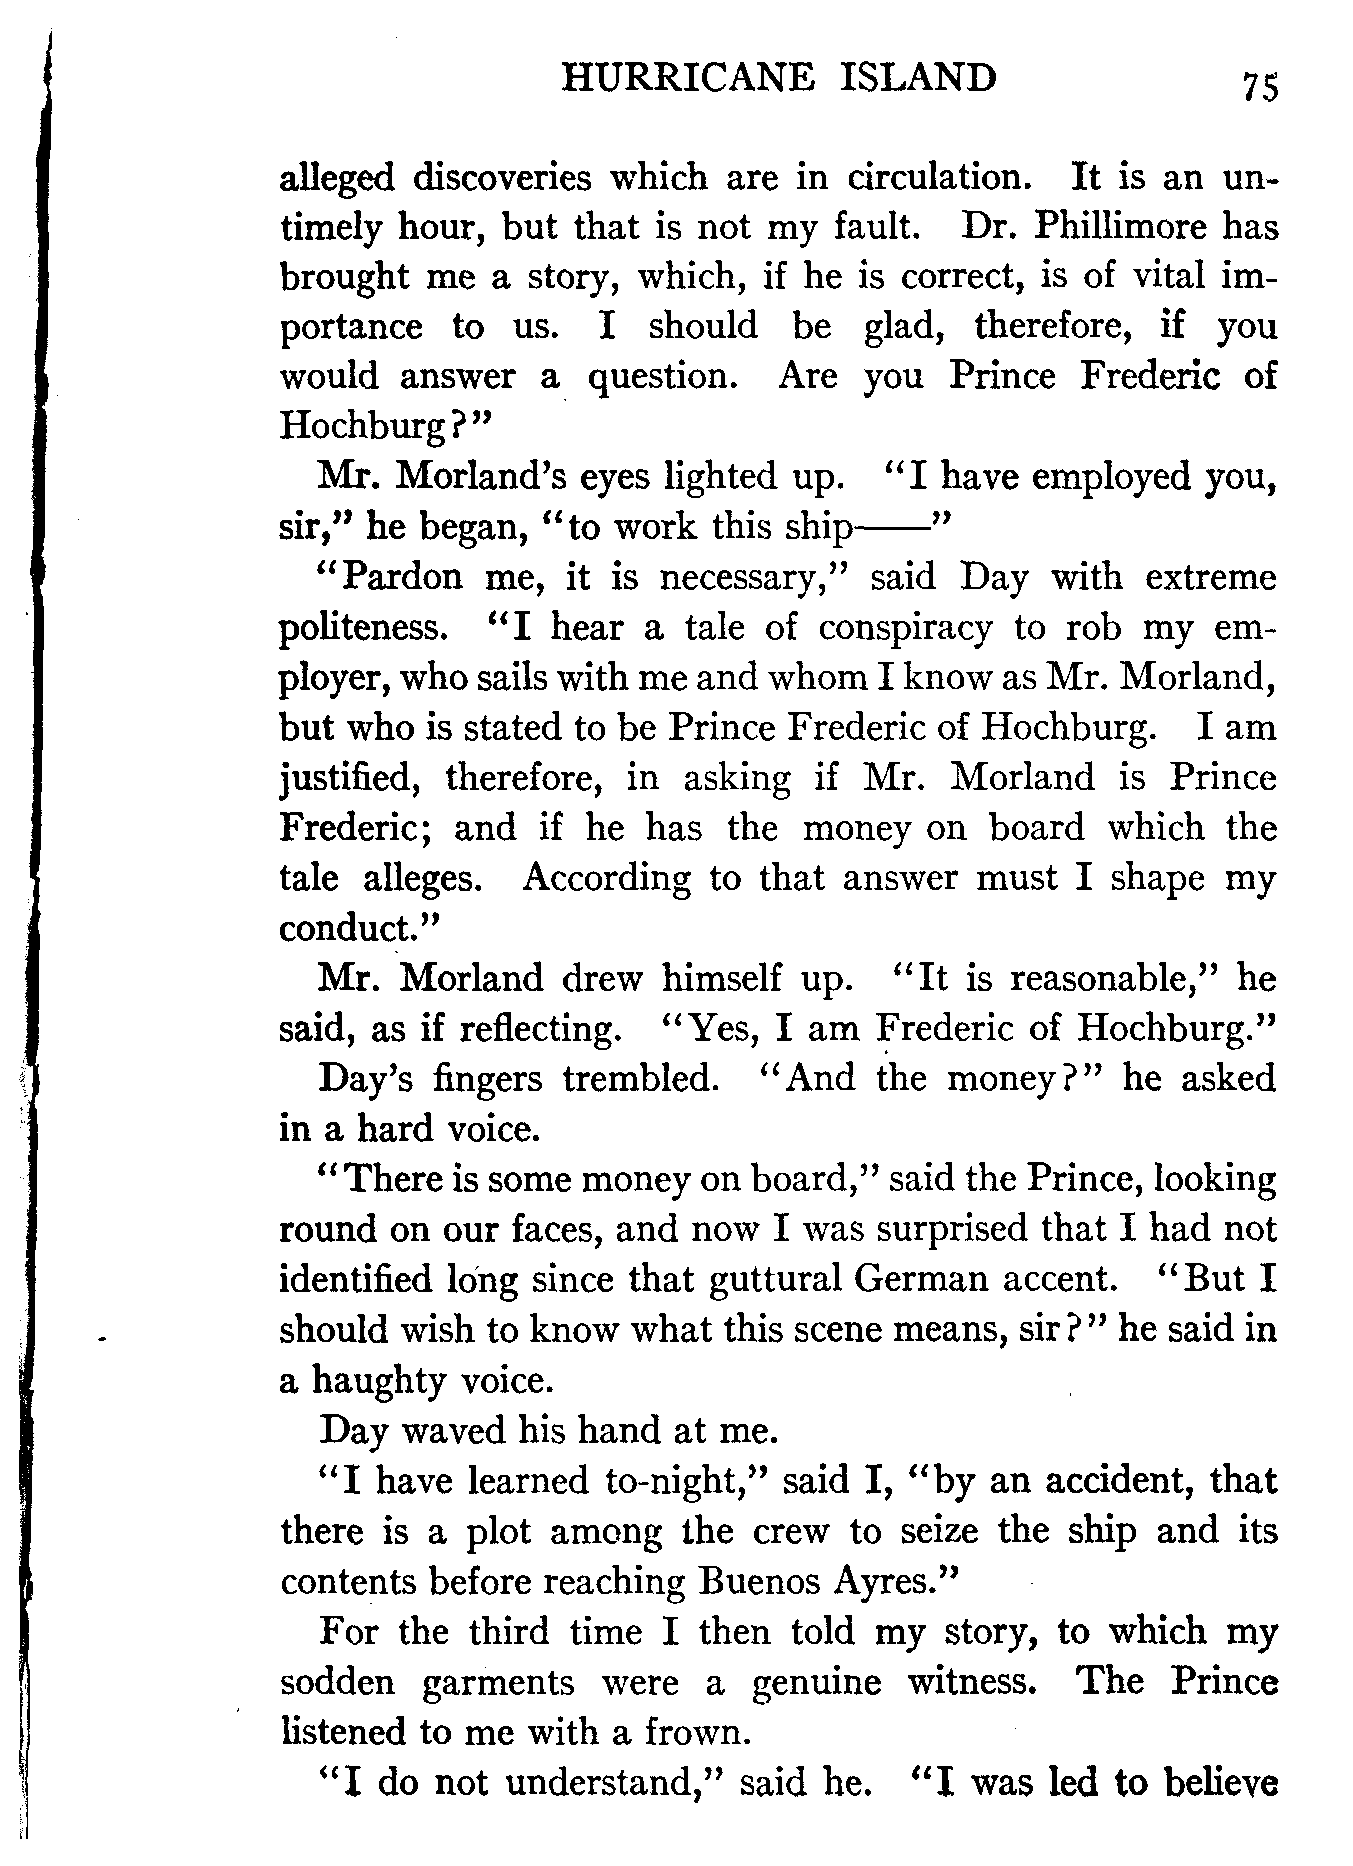 HURRICANE ISLAND 75
alleged discoveries which are in circulation. It is an un-
timely hour, but that is not my fault. Dr. Phillimore has
brought me a story, which, if he is correct, is of vital im-
portance to us. I should be glad, therefore, if you
would answer a question. Are you Prince Frederic of
Hochburg?"
Mr. Morland's eyes lighted up. "I have employed you,
sir," he began, "to work this ship——"
"Pardon me, it is necessary," said Day with extreme
politeness. "I hear a tale of conspiracy to rob my em-
ployer, who sails with me and whom I know as Mr. Morland,
but who is stated to be Prince Frederic of Hochburg. I am
justified, therefore, in asking if Mr. Morland is Prince
Frederic; and if he has the money on board which the
tale alleges. According to that answer must I shape my
conduct."
Mr. Morland drew himself up. "It is reasonable," he
said, as if reflecting. "Yes, I am Frederic of Hochburg."
Day's fingers trembled. "And the money?" he asked
in a hard voice.
"There is some money on board," said the Prince, looking
round on our faces, and now I was surprised that I had not
identified long since that guttural German accent. "But I
should wish to know what this scene means, sir?" he said in
a haughty voice.
Day waved his hand at me.
"I have learned to-night," said I, "by an accident, that
there is a plot among the crew to seize the ship and its
contents before reaching Buenos Ayres."
For the third time I then told my story, to which my
sodden garments were a genuine witness. The Prince
listened to me with a frown.
"I do not understand," said he. "I was led to believe